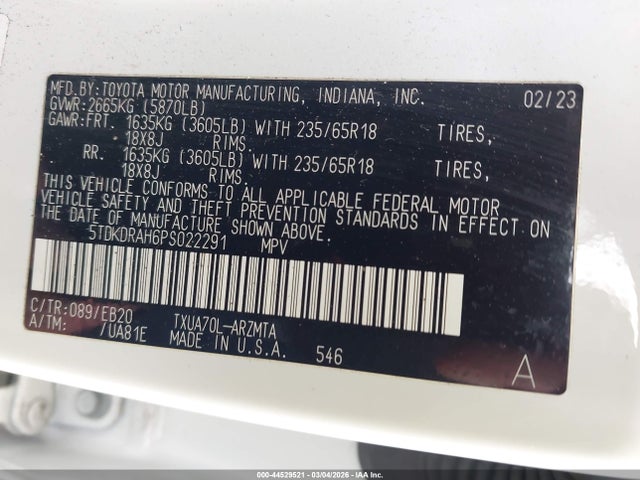 MFD.BY:TOYOTA MOTOR MANUFACTURING, INDIANA, INC. 02/23
GVWR: 2665KG (5870LB)
GAWR:FRT. 1635KG (3605LB) WITH 235/65R18 TIRES,
18X8J RIMS.
RR. 1635KG (3605LB) WITH 235/65R18 TIRES,
18X8J RIMS.
THIS VEHICLE CONFORMS TO ALL APPLICABLE FEDERAL MOTOR
VEHICLE SAFETY AND THEFT PREVENTION STANDARDS IN EFFECT ON
THE DATE OF MANUFACTURE SHOWN ABOVE.
5TDKDRAH6PS022291 MPV
C/TR:089/EB20 TXUA70L-ARZMTA
A/TM: /UA81E MADE IN U.S.A. 546
A
000-44529521 - 03/04/2026 - IAA Inc.